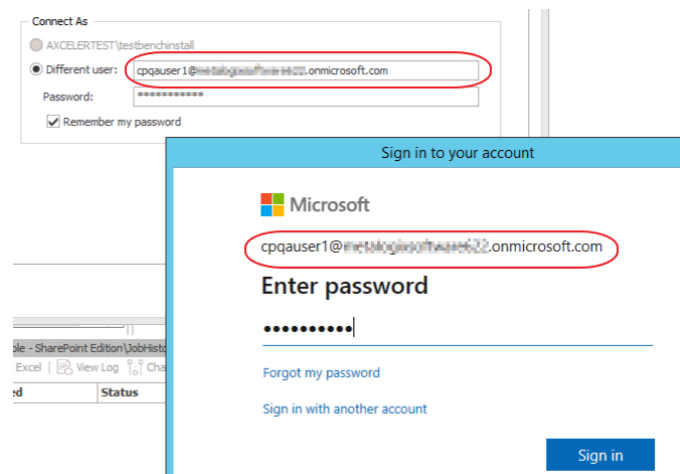 Connect As
AXCELERTEST\testbenchinstall
Different user: cpqauser1@ .onmicrosoft.com
Password: ***********
Remember my password
Sign in to your account
Microsoft
cpqauser1@ .onmicrosoft.com
Enter password
••••••••••
Forgot my password
Sign in with another account
Sign in
ble - SharePoint Edition\JobHisto
Excel | View Log Cha
ed Status